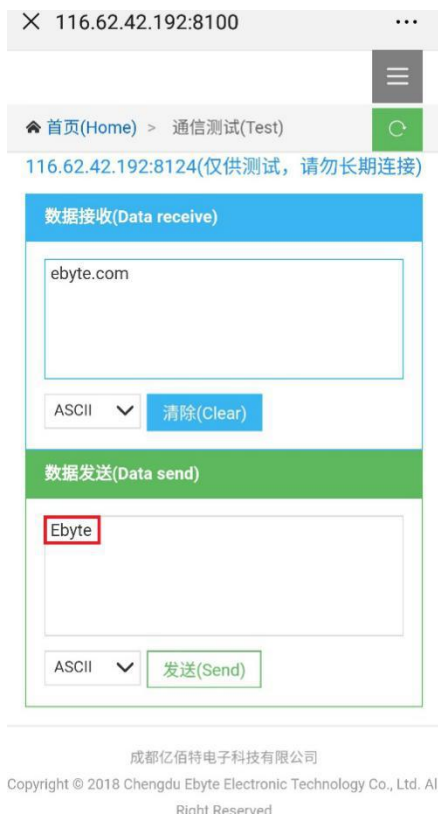 116.62.42.192:8100
首页(Home) > 通信测试(Test)
116.62.42.192:8124(仅供测试，请勿长期连接)
数据接收(Data receive)
ebyte.com
ASCII 清除(Clear)
数据发送(Data send)
Ebyte
ASCII 发送(Send)
成都亿佰特电子科技有限公司
Copyright © 2018 Chengdu Ebyte Electronic Technology Co., Ltd. Al
Right Reserved